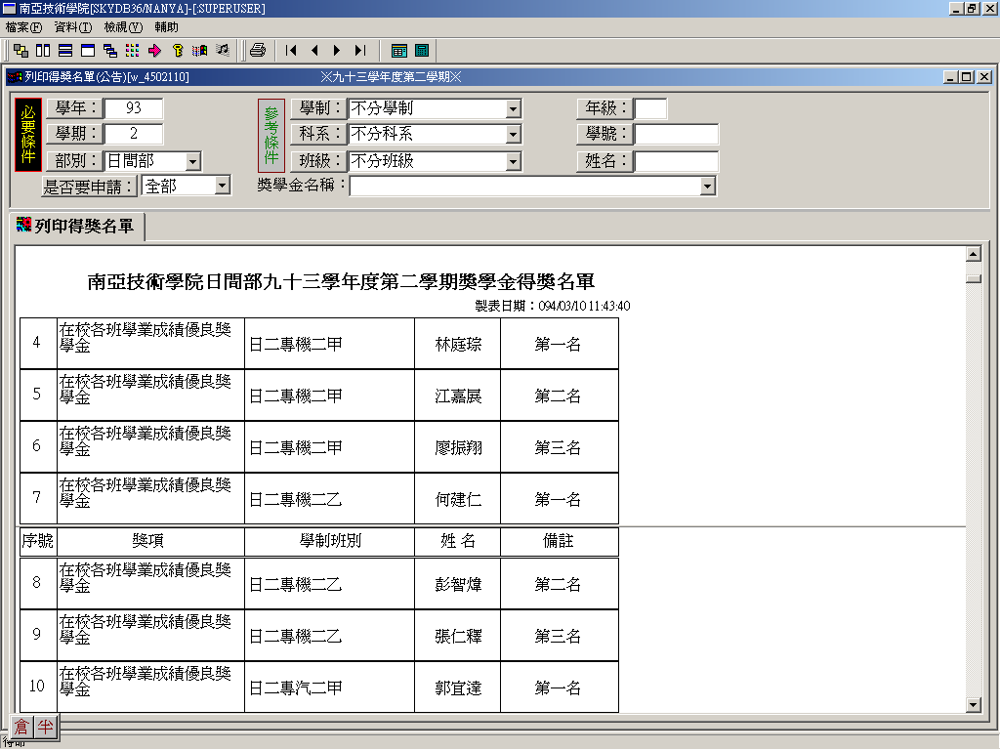 南亞技術學院[SKYDB36/NANYA]-[:SUPERUSER]
檔案(F) 資料(I) 檢視(V) 輔助
列印得獎名單(公告)[w_4502110] ※九十三學年度第二學期※
必要條件
學年： 93
學期： 2
部別： 日間部
是否要申請： 全部
參考條件
學制： 不分學制
科系： 不分科系
班級： 不分班級
獎學金名稱：
年級：
學號：
姓名：
列印得獎名單
南亞技術學院日間部九十三學年度第二學期獎學金得獎名單
製表日期：094/03/10 11:43:40
4 在校各班學業成績優良獎學金 日二專機二甲 林庭琮 第一名
5 在校各班學業成績優良獎學金 日二專機二甲 江嘉展 第二名
6 在校各班學業成績優良獎學金 日二專機二甲 廖振翔 第三名
7 在校各班學業成績優良獎學金 日二專機二乙 何建仁 第一名
序號 獎項 學制班別 姓 名 備註
8 在校各班學業成績優良獎學金 日二專機二乙 彭智煒 第二名
9 在校各班學業成績優良獎學金 日二專機二乙 張仁釋 第三名
10 在校各班學業成績優良獎學金 日二專汽二甲 郭宜達 第一名
倉 半
待命